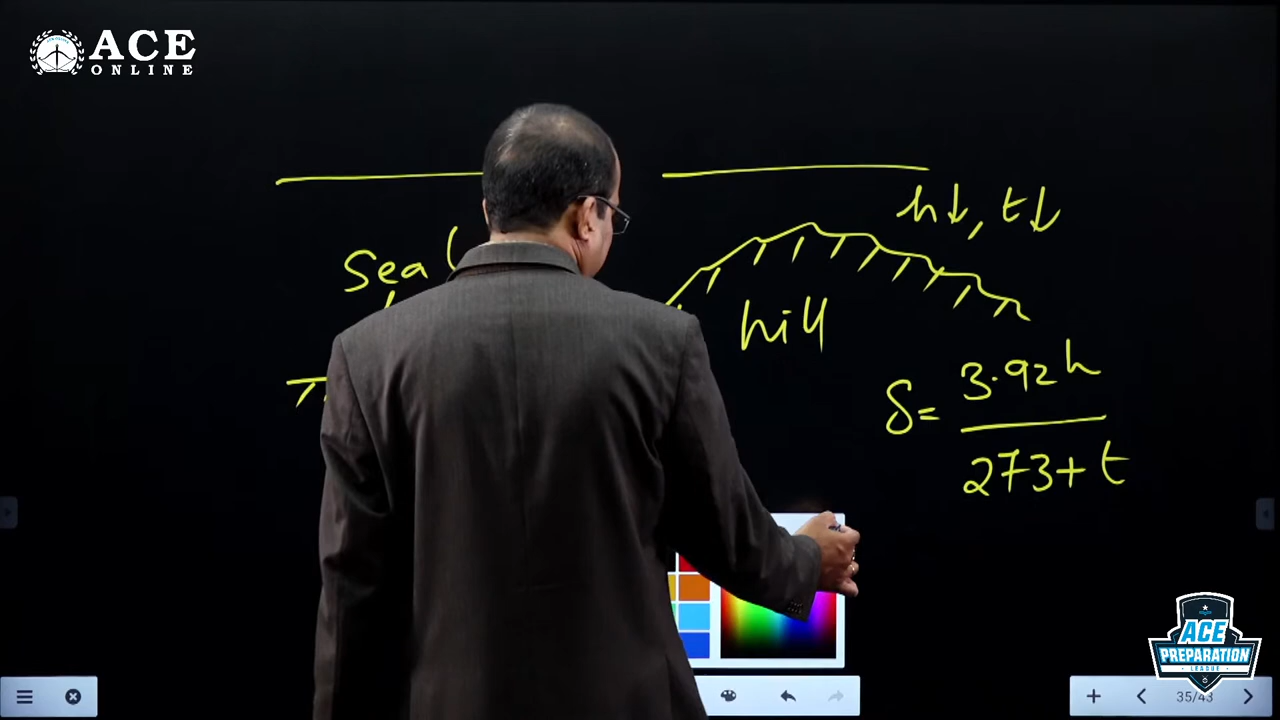 ACE
ONLINE
h↓, t↓
Sea
hill
δ = 3.92h
273+t
ACE
PREPARATION
LEAGUE
35/43